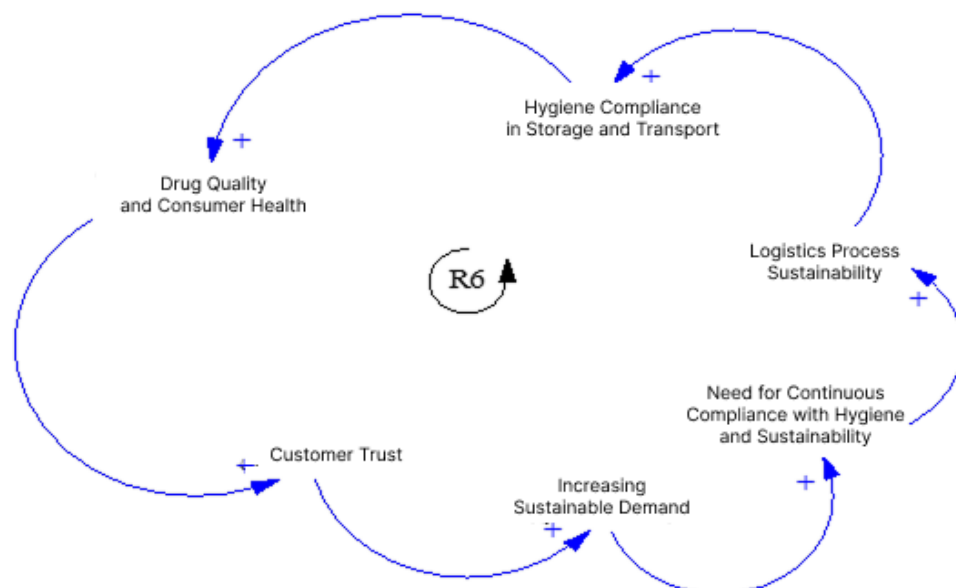 Hygiene Compliance
in Storage and Transport
Drug Quality
and Consumer Health
Logistics Process
Sustainability
R6
Need for Continuous
Compliance with Hygiene
and Sustainability
Customer Trust
Increasing
Sustainable Demand
+
+
+
+
+
+